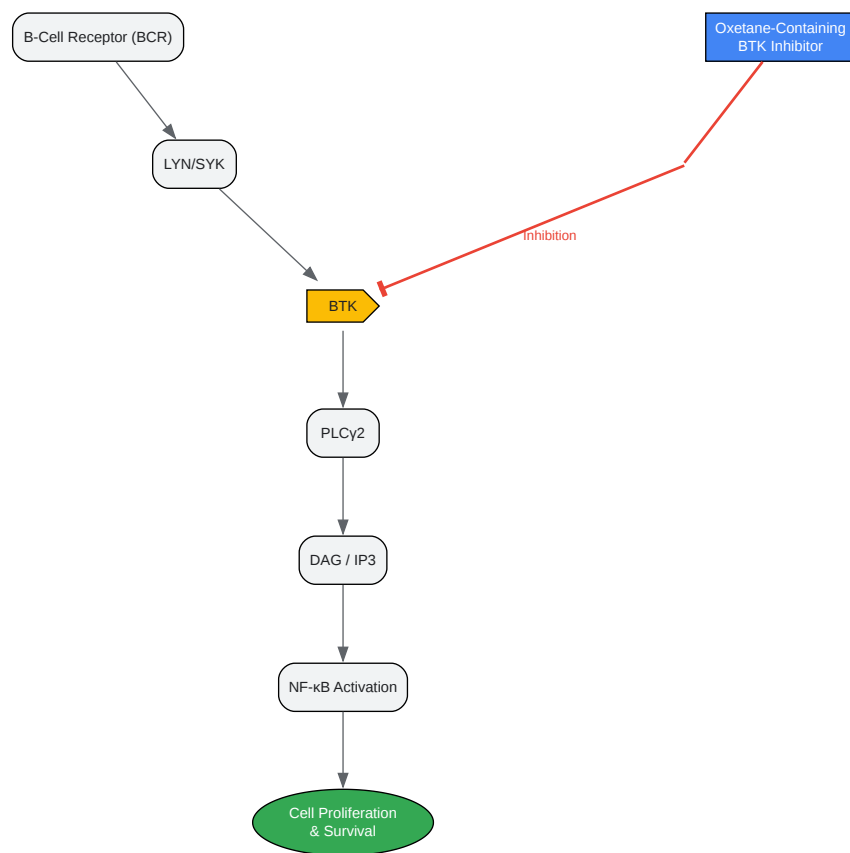 B-Cell Receptor (BCR)
Oxetane-Containing
BTK Inhibitor
LYN/SYK
Inhibition
BTK
PLCγ2
DAG / IP3
NF-κB Activation
Cell Proliferation
& Survival